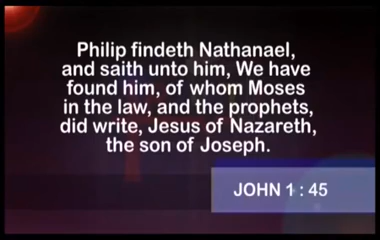 Philip findeth Nathanael,
and saith unto him, We have
found him, of whom Moses
in the law, and the prophets,
did write, Jesus of Nazareth,
the son of Joseph.
JOHN 1 : 45